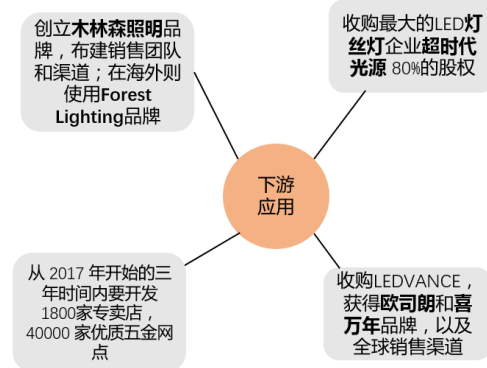 创立木林森照明品
牌，布建销售团队
和渠道；在海外则
使用Forest
Lighting品牌
收购最大的LED灯
丝灯企业超时代
光源 80%的股权
下游
应用
从 2017 年开始的三
年时间内要开发
1800家专卖店，
40000 家优质五金网
点
收购LEDVANCE，
获得欧司朗和喜
万年品牌，以及
全球销售渠道